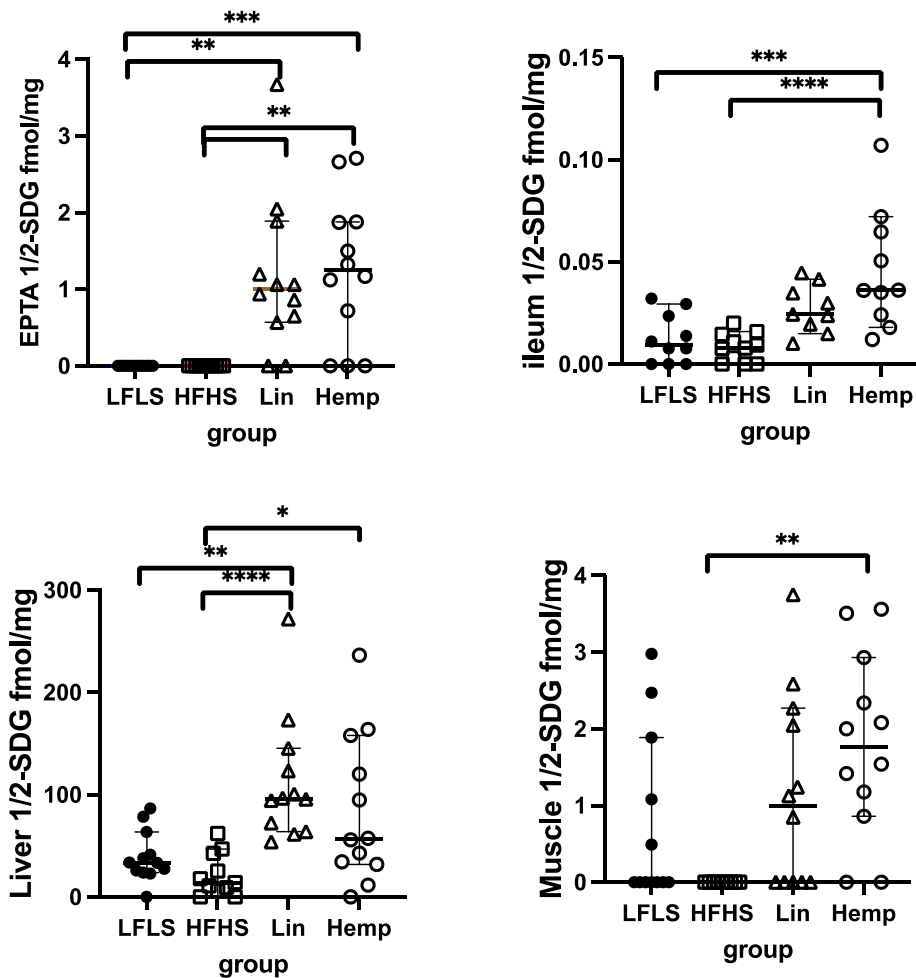 ***
**
**
EPTA 1/2-SDG fmol/mg
4
3
2
1
0
LFLS HFHS Lin Hemp
group
***
****
ileum 1/2-SDG fmol/mg
0.15
0.10
0.05
0.00
LFLS HFHS Lin Hemp
group
*
**
****
Liver 1/2-SDG fmol/mg
300
200
100
0
LFLS HFHS Lin Hemp
group
**
Muscle 1/2-SDG fmol/mg
4
3
2
1
0
LFLS HFHS Lin Hemp
group